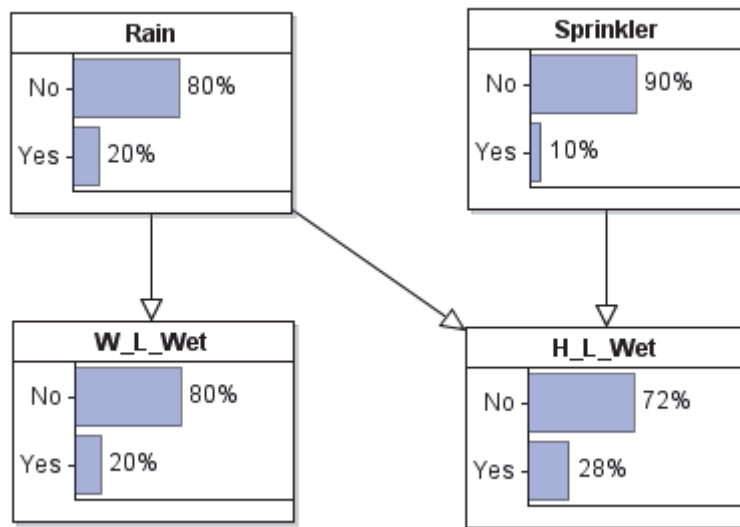 Rain
No 80%
Yes 20%
Sprinkler
No 90%
Yes 10%
W_L_Wet
No 80%
Yes 20%
H_L_Wet
No 72%
Yes 28%